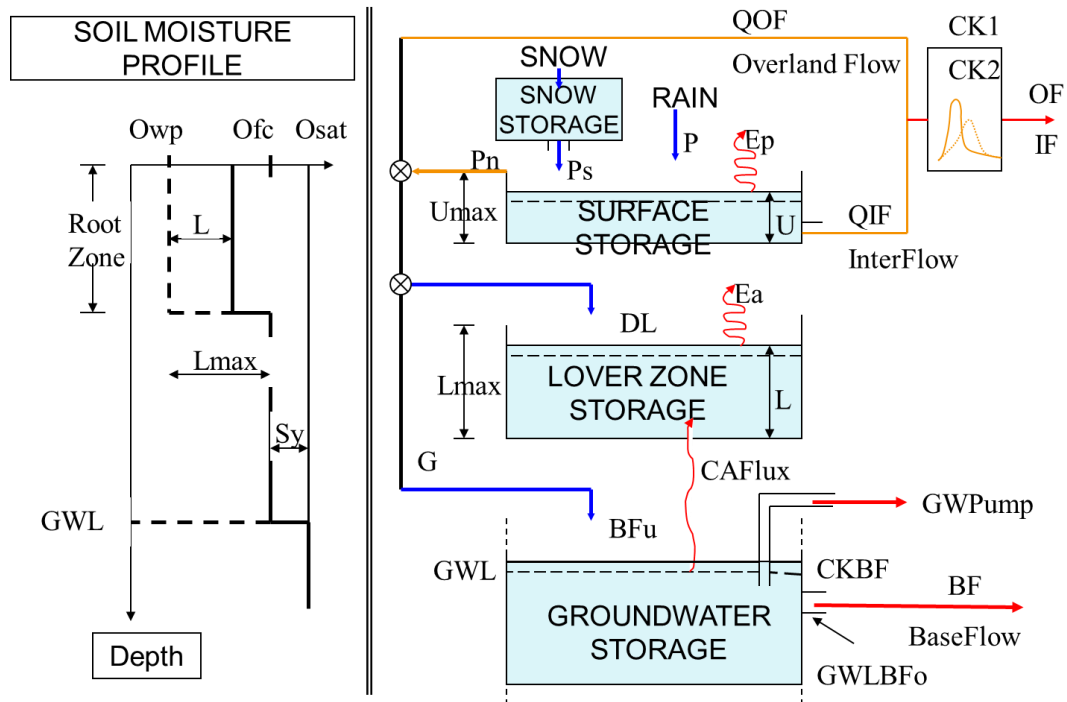 SOIL MOISTURE
PROFILE
Owp
Ofc
Osat
Root
Zone
L
Lmax
Sy
GWL
Depth
QOF
CK1
SNOW
Overland Flow
CK2
SNOW
STORAGE
RAIN
OF
IF
Pn
Ps
P
Ep
Umax
SURFACE
STORAGE
U
QIF
InterFlow
Ea
DL
Lmax
LOVER ZONE
STORAGE
L
G
CAFlux
GWPump
BFu
GWL
CKBF
BF
GROUNDWATER
STORAGE
BaseFlow
GWLBFo